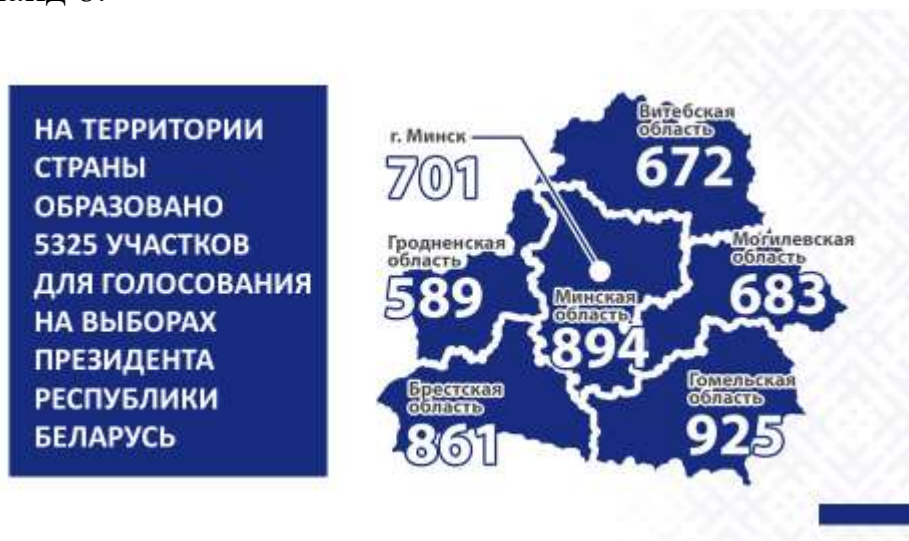 НА ТЕРРИТОРИИ
СТРАНЫ
ОБРАЗОВАНО
5325 УЧАСТКОВ
ДЛЯ ГОЛОСОВАНИЯ
НА ВЫБОРАХ
ПРЕЗИДЕНТА
РЕСПУБЛИКИ
БЕЛАРУСЬ
г. Минск
701
Витебская
область
672
Гродненская
область
589
Могилевская
область
683
Минская
область
894
Брестская
область
861
Гомельская
область
925